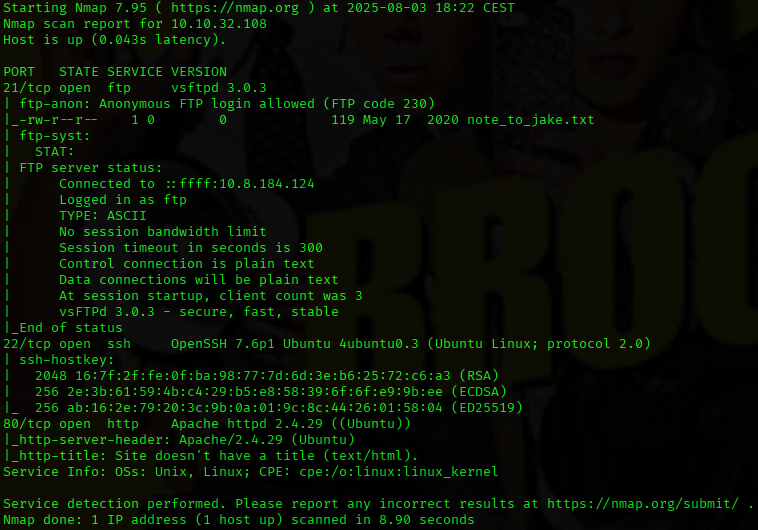 Starting Nmap 7.95 ( https://nmap.org ) at 2025-08-03 18:22 CEST
Nmap scan report for 10.10.32.108
Host is up (0.043s latency).

PORT   STATE SERVICE VERSION
21/tcp open  ftp     vsftpd 3.0.3
| ftp-anon: Anonymous FTP login allowed (FTP code 230)
|_-rw-r--r--    1 0        0             119 May 17  2020 note_to_jake.txt
| ftp-syst:
|   STAT:
| FTP server status:
|      Connected to ::ffff:10.8.184.124
|      Logged in as ftp
|      TYPE: ASCII
|      No session bandwidth limit
|      Session timeout in seconds is 300
|      Control connection is plain text
|      Data connections will be plain text
|      At session startup, client count was 3
|      vsFTPd 3.0.3 - secure, fast, stable
|_End of status
22/tcp open  ssh     OpenSSH 7.6p1 Ubuntu 4ubuntu0.3 (Ubuntu Linux; protocol 2.0)
| ssh-hostkey:
|   2048 16:7f:2f:fe:0f:ba:98:77:7d:6d:3e:b6:25:72:c6:a3 (RSA)
|   256 2e:3b:61:59:4b:c4:29:b5:e8:58:39:6f:6f:e9:9b:ee (ECDSA)
|_  256 ab:16:2e:79:20:3c:9b:0a:01:9c:8c:44:26:01:58:04 (ED25519)
80/tcp open  http    Apache httpd 2.4.29 ((Ubuntu))
|_http-server-header: Apache/2.4.29 (Ubuntu)
|_http-title: Site doesn't have a title (text/html).
Service Info: OSs: Unix, Linux; CPE: cpe:/o:linux:linux_kernel

Service detection performed. Please report any incorrect results at https://nmap.org/submit/ .
Nmap done: 1 IP address (1 host up) scanned in 8.90 seconds
BROO